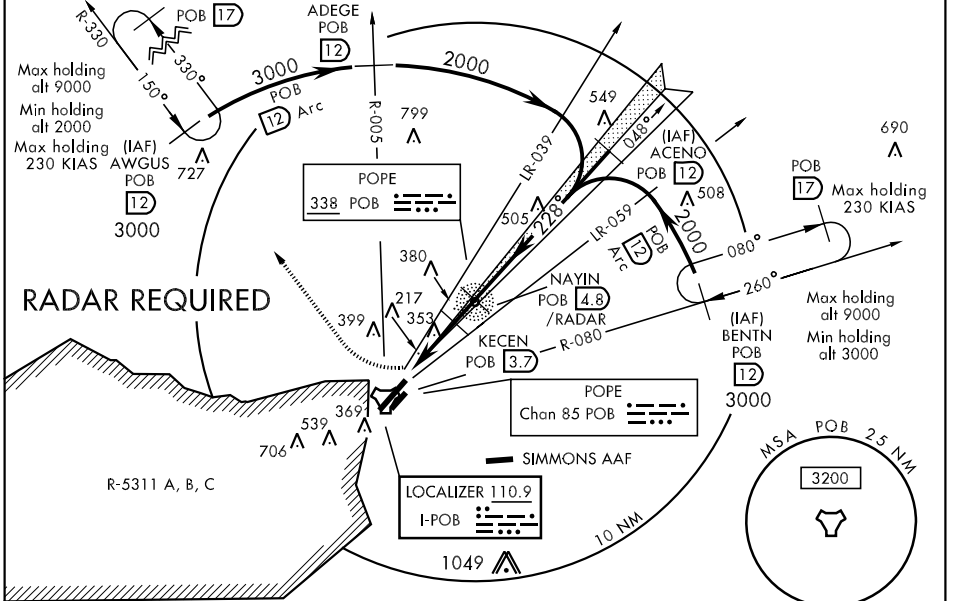 R-330
POB 17
330°
150°
Max holding
alt 9000
Min holding
alt 2000
Max holding
230 KIAS
(IAF)
AWGUS
POB
12
3000
727
3000
POB
12 Arc
ADEGE
POB
12
2000
R-005
799
LR-039
549
048°
(IAF)
ACENO
POB 12
508
690
POB
17
Max holding
230 KIAS
POPE
338 POB
505
228°
LR-059
POB
12
Arc
2000
080°
260°
Max holding
alt 9000
Min holding
alt 3000
RADAR REQUIRED
380
217
399
353
NAYIN
POB 4.8
/RADAR
KECEN
POB 3.7
R-080
(IAF)
BENTN
POB
12
3000
POPE
Chan 85 POB
369
539
706
R-5311 A, B, C
SIMMONS AAF
LOCALIZER 110.9
I-POB
1049
10 NM
MSA POB 25 NM
3200